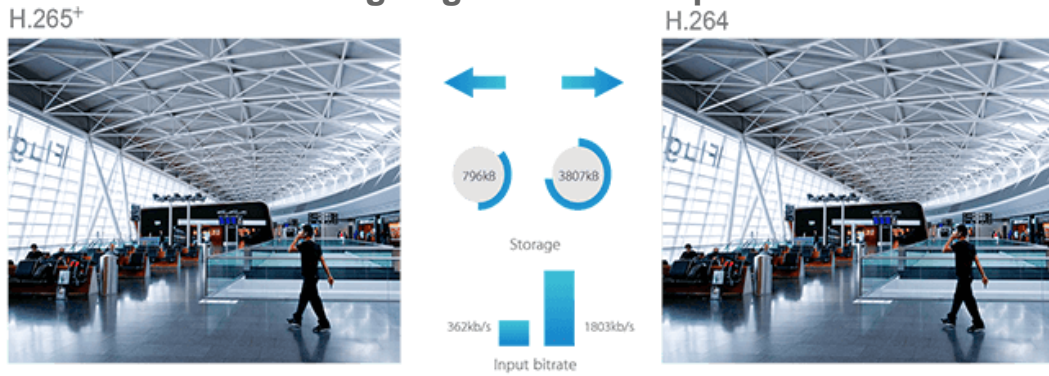 H.265+
H.264
796kB
3807kB
Storage
362kb/s
1803kb/s
Input bitrate